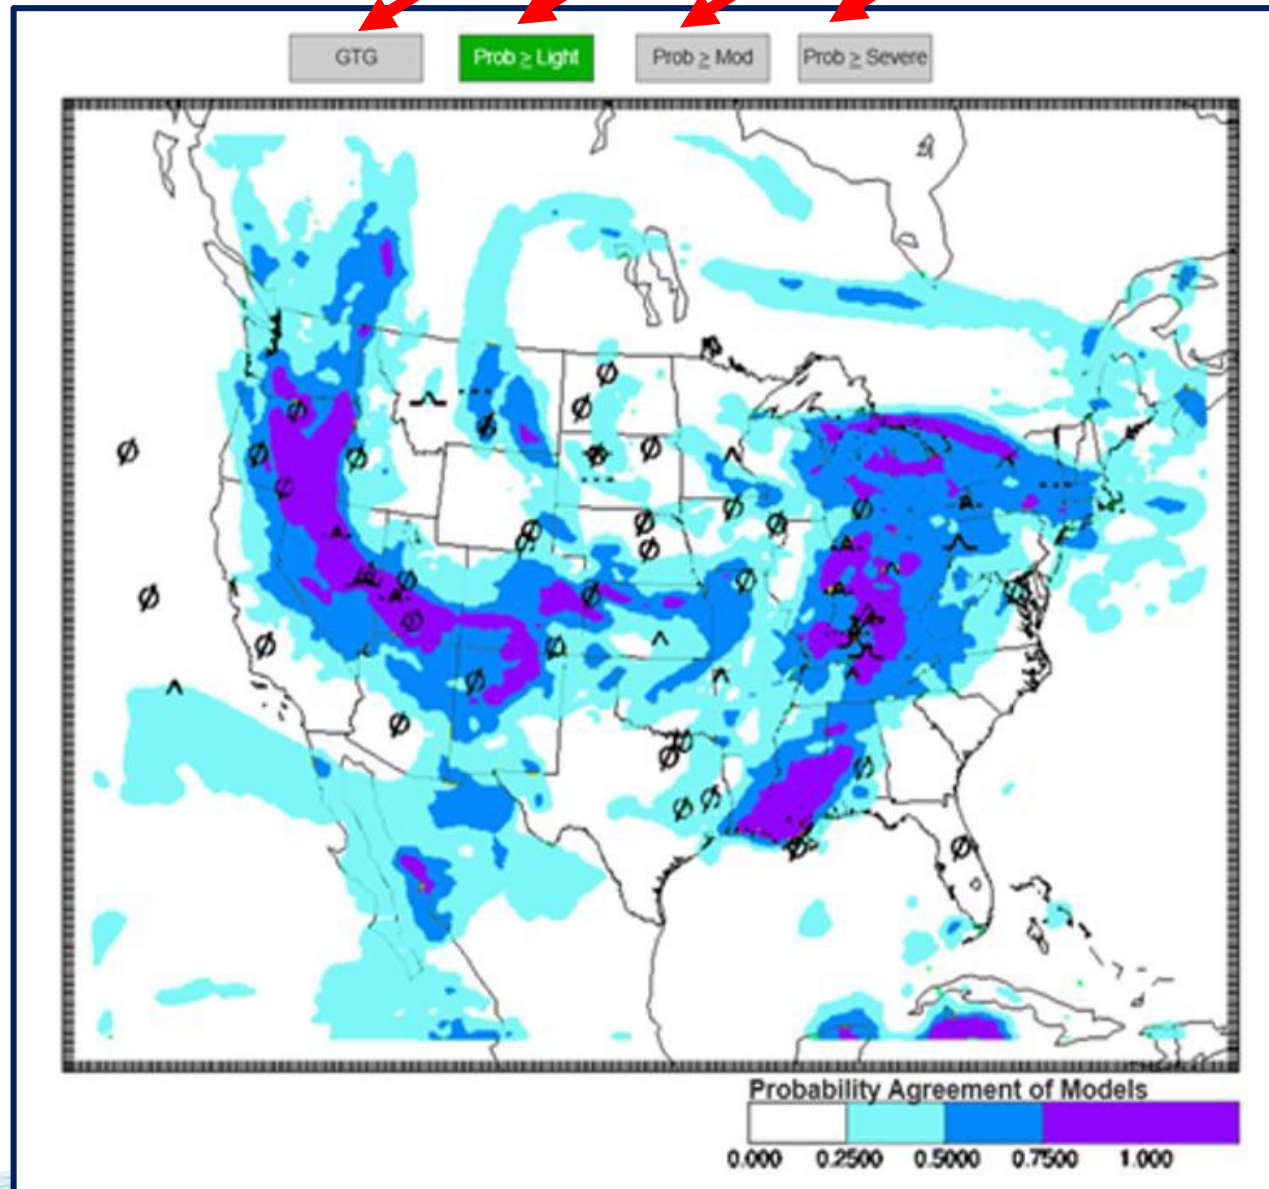 GTG
Prob ≥ Light
Prob ≥ Mod
Prob ≥ Severe
Probability Agreement of Models
0.000 0.2500 0.5000 0.7500 1.000